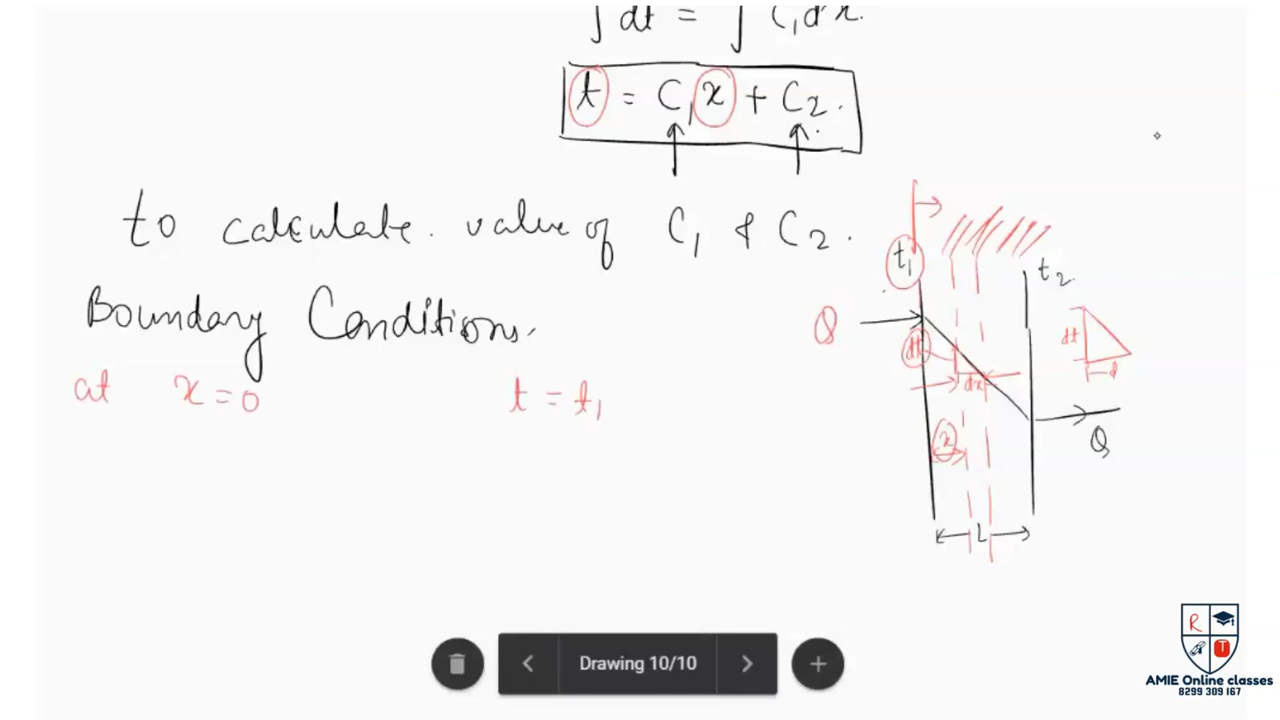 ∫ dt = ∫ C₁dx.
t = C₁x + C₂.
to calculate value of C₁ & C₂.
Boundary Conditions.
at x = 0 t = t₁
t₁
t₂
Q
dt
dx
x
Q
L
dt
d
Drawing 10/10
R
T
AMIE Online classes
8299 309 167